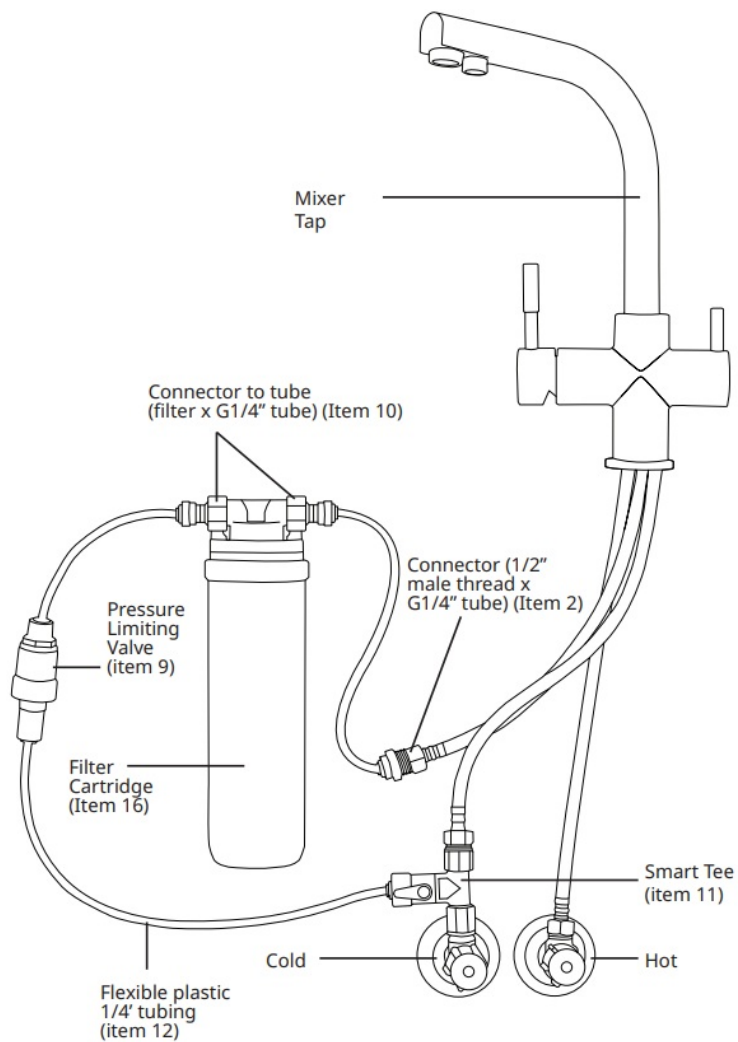 Mixer
Tap
Connector to tube
(filter x G1/4” tube) (Item 10)
Connector (1/2”
male thread x
G1/4” tube) (Item 2)
Pressure
Limiting
Valve
(item 9)
Filter
Cartridge
(Item 16)
Smart Tee
(item 11)
Cold
Hot
Flexible plastic
1/4’ tubing
(item 12)